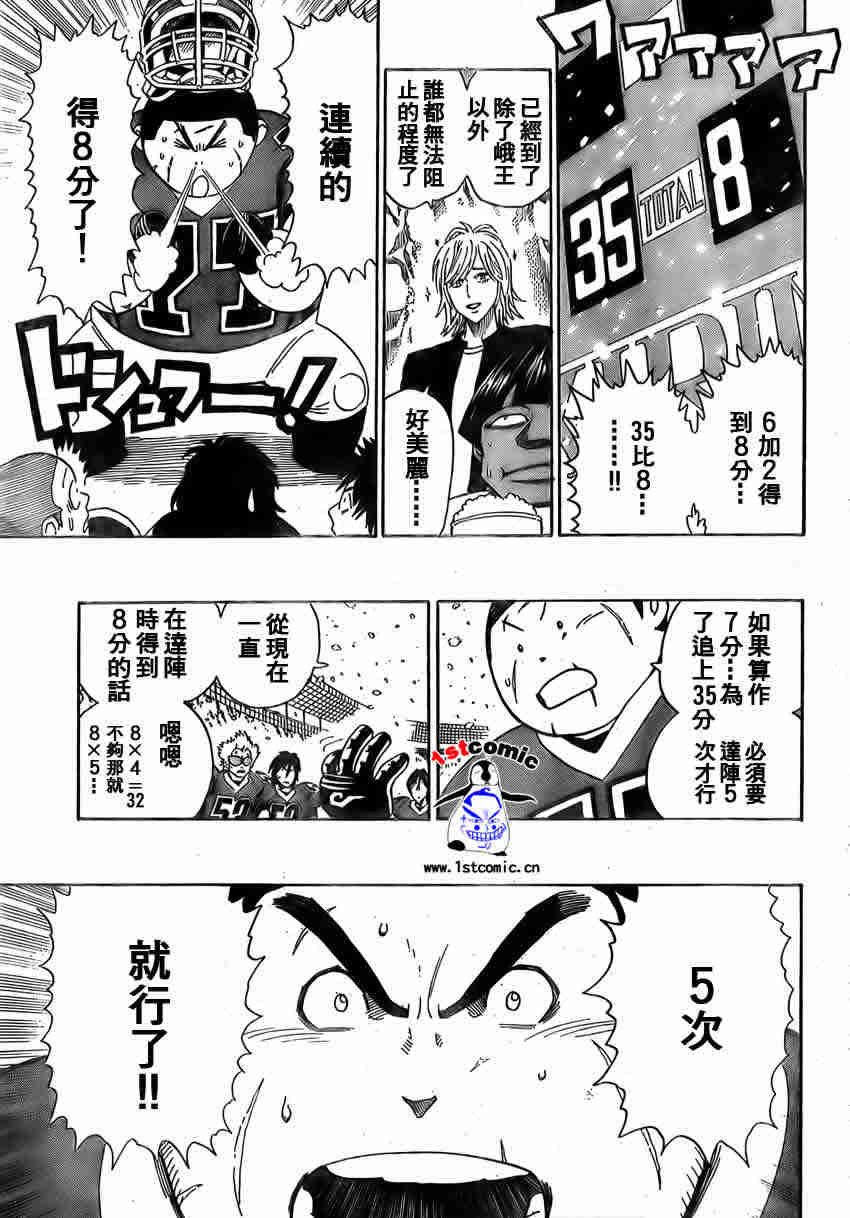 ワァァァァ
35
TOTAL
8
6加2得
到8分…
35
比8…
……!!
已經到了
除了峨王
以外
誰都無法阻
止的程度了
好美麗
……
連續的
得8分了！
77
ドシュアー！
如果算作
7分…為
了追上35分
必須要
達陣5
次才行
從現在
一直
在達陣
時得到
8分的話
嗯嗯
8×4＝32
不夠那就
8×5…
52
53
1stcomic
www.1stcomic.cn
5次
就行了!!